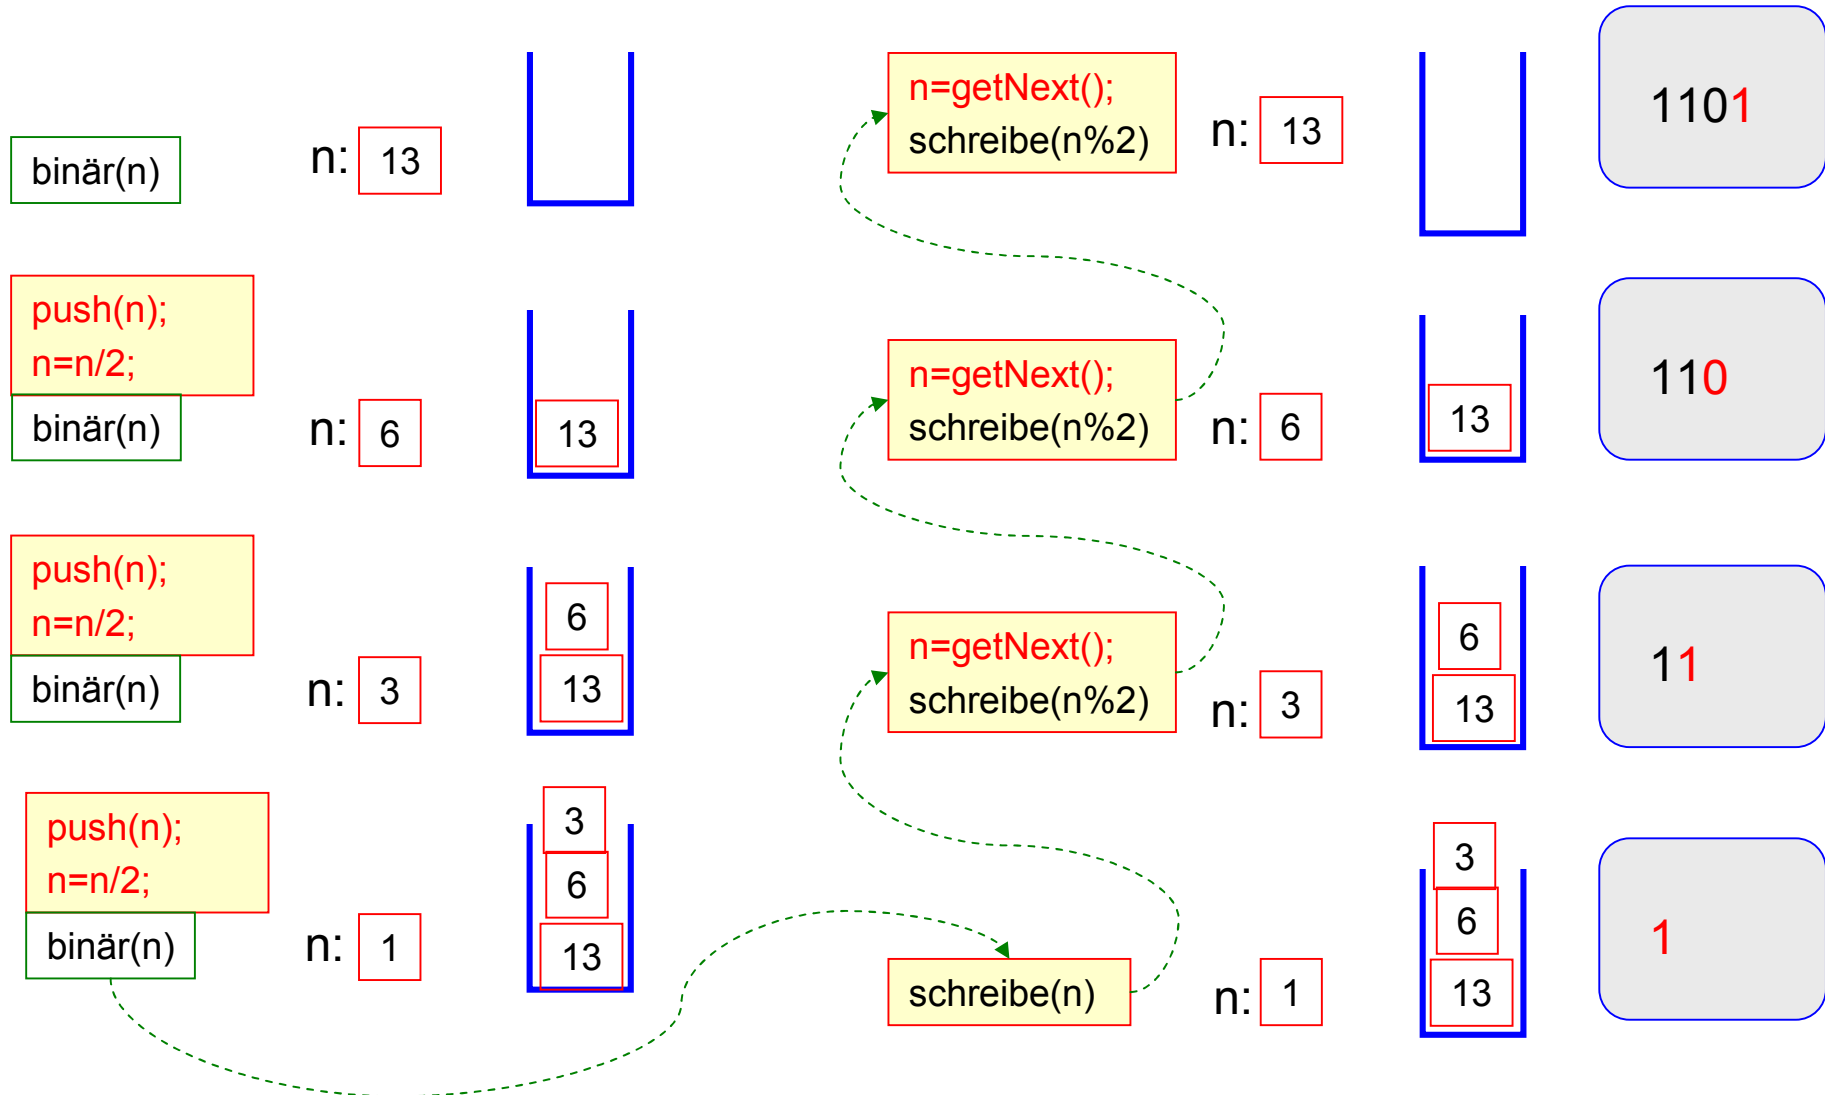 binär(n)
n: 13
n=getNext();
schreibe(n%2)
n: 13
1101
push(n);
n=n/2;
binär(n)
n: 6
13
n=getNext();
schreibe(n%2)
n: 6
13
110
push(n);
n=n/2;
binär(n)
n: 3
6
13
n=getNext();
schreibe(n%2)
n: 3
6
13
11
push(n);
n=n/2;
binär(n)
n: 1
3
6
13
schreibe(n)
n: 1
3
6
13
1